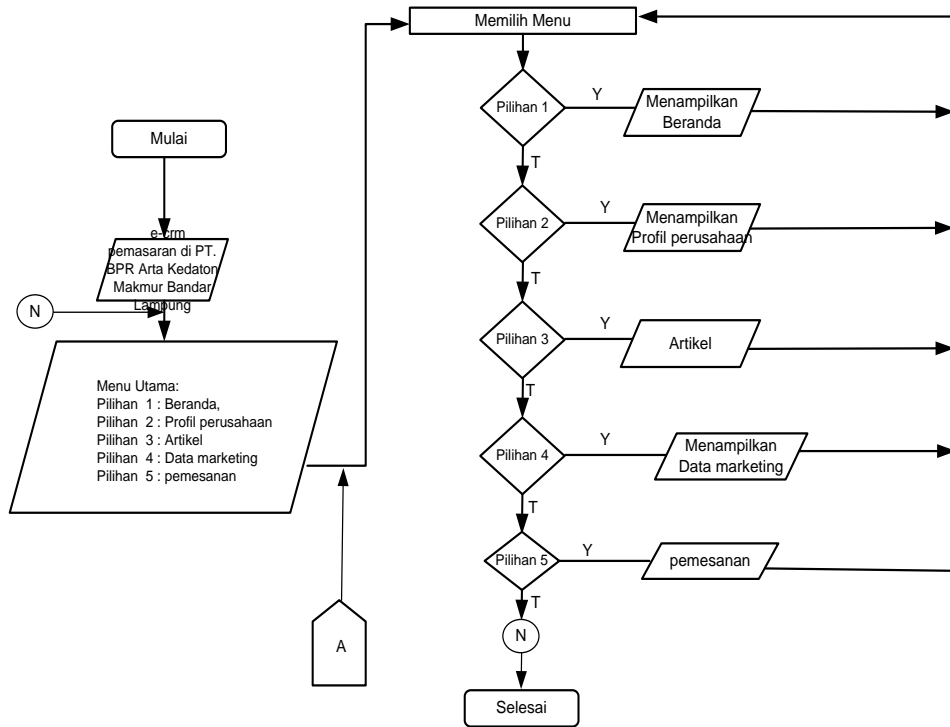 Mulai
e-crm
pemasaran di PT.
BPR Arta Kedaton
Makmur Bandar
Lampung
N
Menu Utama:
Pilihan 1 : Beranda,
Pilihan 2 : Profil perusahaan
Pilihan 3 : Artikel
Pilihan 4 : Data marketing
Pilihan 5 : pemesanan
A
Memilih Menu
Pilihan 1
Y
Menampilkan
Beranda
T
Pilihan 2
Y
Menampilkan
Profil perusahaan
T
Pilihan 3
Y
Artikel
T
Pilihan 4
Y
Menampilkan
Data marketing
T
Pilihan 5
Y
pemesanan
T
N
Selesai